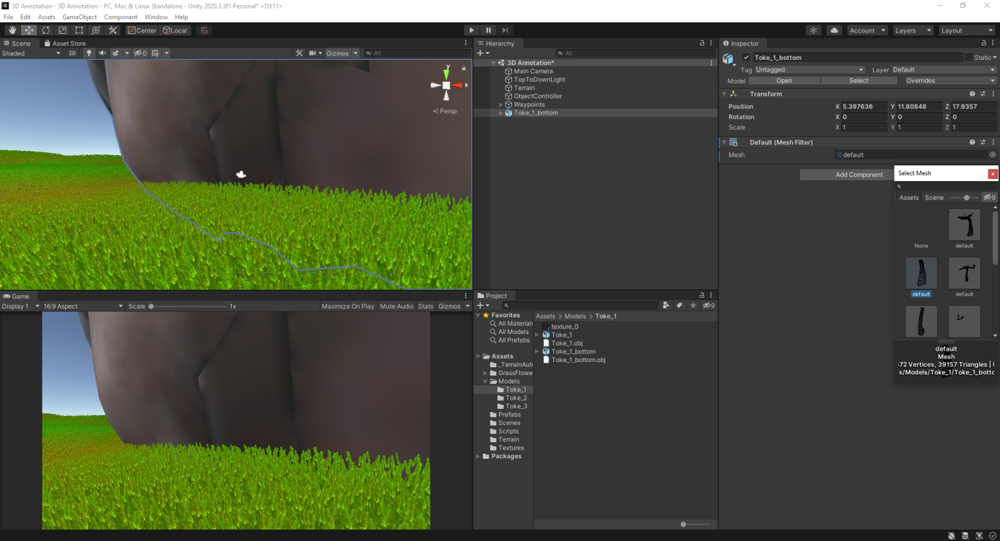 3D Annotation - 3D Annotation - PC, Mac & Linux Standalone - Unity 2020.3.3f1 Personal* <DX11>
File Edit Assets GameObject Component Window Help
Center Local Account Layers Layout
Scene Asset Store
Shaded 2D 0 Gizmos All
y
x
Persp
Hierarchy
All
3D Annotation*
Main Camera
TopToDownLight
Terrain
ObjectController
Waypoints
Toke_1_bottom
Inspector
Toke_1_bottom Static
Tag Untagged Layer Default
Model Open Select Overrides
Transform
Position X 5.397636 Y 11.80848 Z 17.9357
Rotation X 0 Y 0 Z 0
Scale X 1 Y 1 Z 1
Default (Mesh Filter)
Mesh default
Add Component
Select Mesh x
Assets Scene 9
None default
default default
default
Mesh
72 Vertices, 39157 Triangles | U
s/Models/Toke_1/Toke_1_botto
Game
Display 1 16:9 Aspect Scale 1x Maximize On Play Mute Audio Stats Gizmos
Project
9
Favorites
All Materials
All Models
All Prefabs
Assets
_TerrainAuto
GrassFlowe
Models
Toke_1
Toke_2
Toke_3
Prefabs
Scenes
Scripts
Terrain
Textures
Packages
Assets > Models > Toke_1
texture_0
Toke_1
Toke_1.obj
Toke_1_bottom
Toke_1_bottom.obj